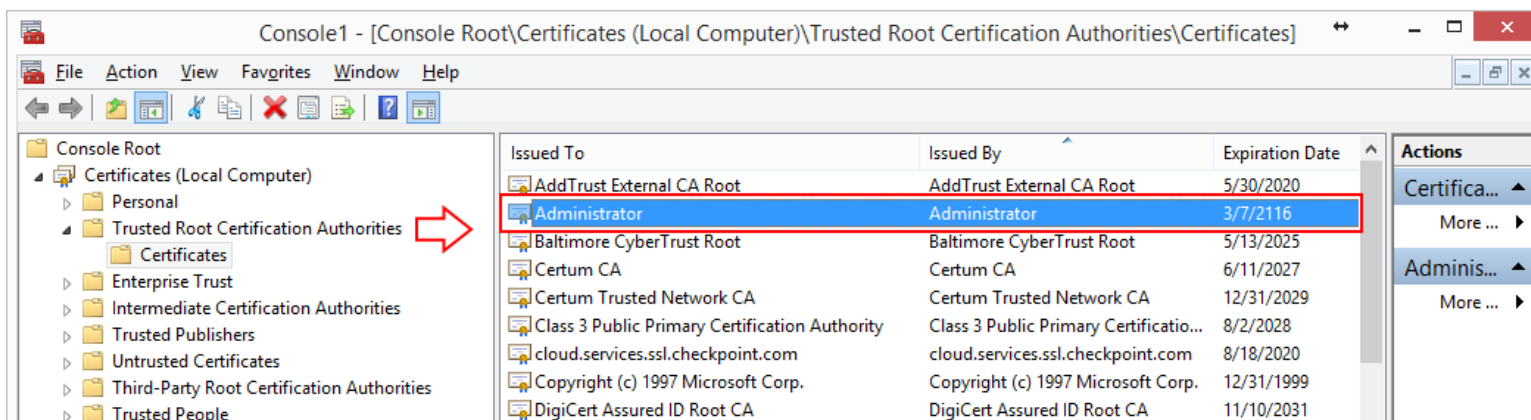 Console1 - [Console Root\Certificates (Local Computer)\Trusted Root Certification Authorities\Certificates]
File Action View Favorites Window Help
Console Root
Certificates (Local Computer)
Personal
Trusted Root Certification Authorities
Certificates
Enterprise Trust
Intermediate Certification Authorities
Trusted Publishers
Untrusted Certificates
Third-Party Root Certification Authorities
Trusted People
Issued To Issued By Expiration Date
AddTrust External CA Root AddTrust External CA Root 5/30/2020
Administrator Administrator 3/7/2116
Baltimore CyberTrust Root Baltimore CyberTrust Root 5/13/2025
Certum CA Certum CA 6/11/2027
Certum Trusted Network CA Certum Trusted Network CA 12/31/2029
Class 3 Public Primary Certification Authority Class 3 Public Primary Certificatio... 8/2/2028
cloud.services.ssl.checkpoint.com cloud.services.ssl.checkpoint.com 8/18/2020
Copyright (c) 1997 Microsoft Corp. Copyright (c) 1997 Microsoft Corp. 12/31/1999
DigiCert Assured ID Root CA DigiCert Assured ID Root CA 11/10/2031
Actions
Certifica...
More ...
Adminis...
More ...